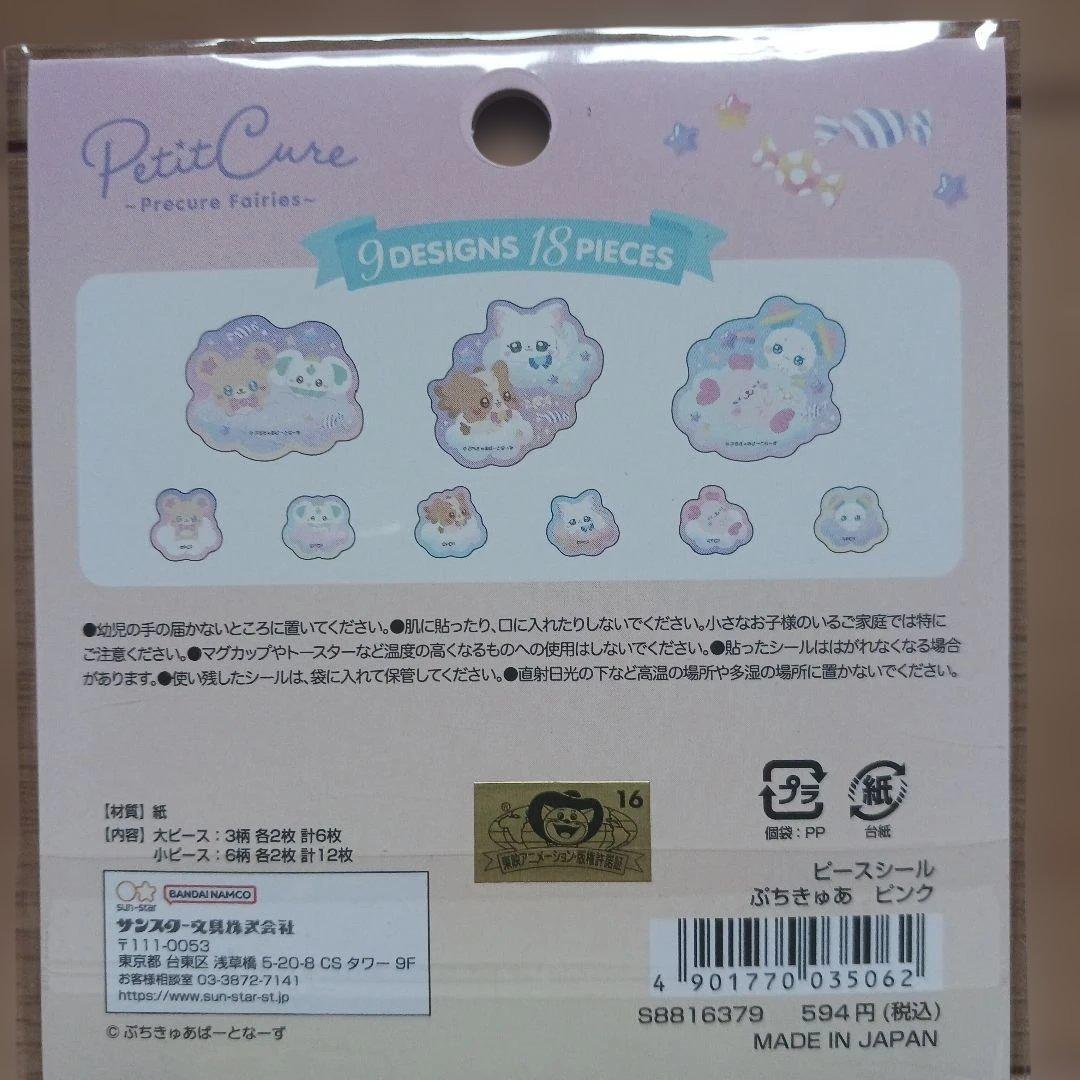 PetitCure
~Precure Fairies~
9 DESIGNS 18 PIECES
●幼児の手の届かないところに置いてください。●肌に貼ったり、口に入れたりしないでください。小さなお子様のいるご家庭では特に
ご注意ください。●マグカップやトースターなど温度の高くなるものへの使用はしないでください。●貼ったシールははがれなくなる場合
があります。●使い残したシールは、袋に入れて保管してください。●直射日光の下など高温の場所や多湿の場所に置かないでください。
【材質】紙
【内容】大ピース：3柄 各2枚 計6枚
小ピース：6柄 各2枚 計12枚
sun-star BANDAI NAMCO
サンスター文具株式会社
〒111-0053
東京都 台東区 浅草橋 5-20-8 CS タワー 9F
お客様相談室 03-3872-7141
https://www.sun-star-st.jp
©ぷちきゅあぱーとなーず
® 16
東映アニメーション・版権許諾証
プラ 紙
個袋：PP 台紙
ピースシール
ぷちきゅあ ピンク
4 901770 035062
S8816379 594円(税込)
MADE IN JAPAN